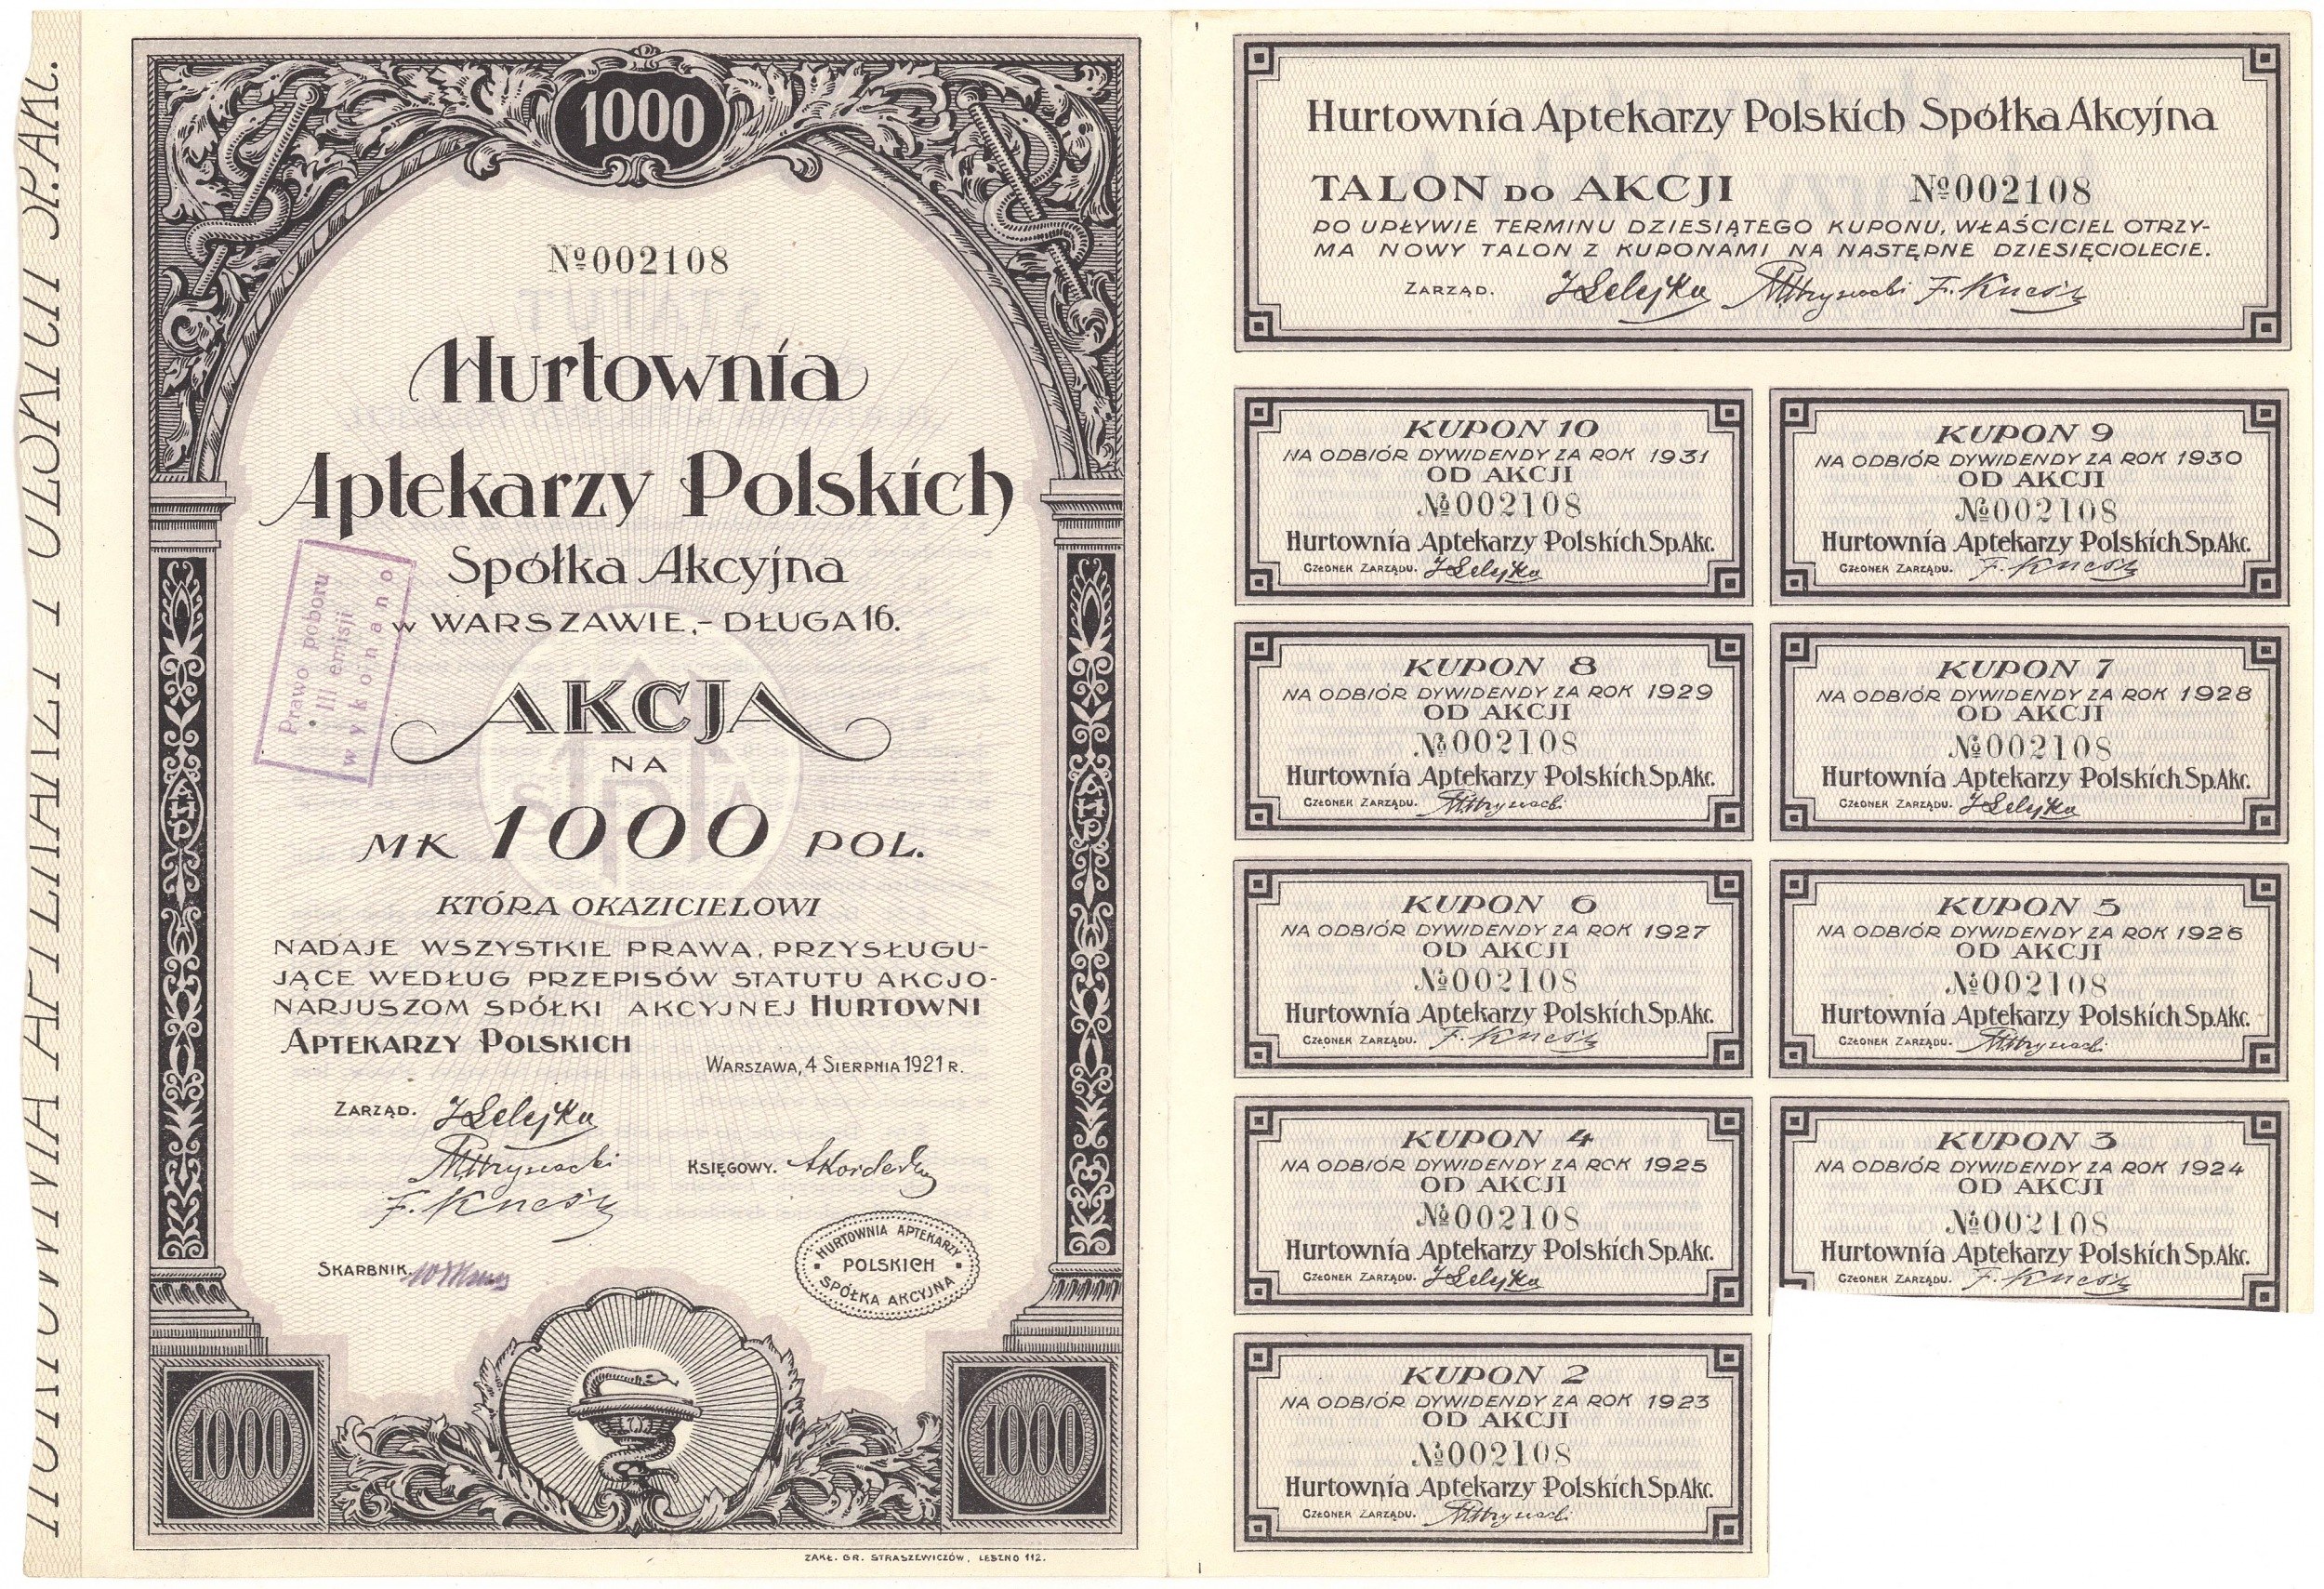 1000
№002108
Hurtownia
Aptekarzy Polskich
Spółka Akcyjna
w WARSZAWIE,- DŁUGA 16.
AKCJA
NA
MK 1000 POL.
KTÓRA OKAZICIELOWI
NADAJE WSZYSTKIE PRAWA, PRZYSŁUGU-
JĄCE WEDŁUG PRZEPISÓW STATUTU AKCJO-
NARJUSZOM SPÓŁKI AKCYJNEJ HURTOWNI
APTEKARZY POLSKICH
WARSZAWA, 4 SIERPNIA 1921 R.
ZARZĄD.
KSIĘGOWY.
SKARBNIK.
HURTOWNIA APTEKARZY
POLSKICH
SPÓŁKA AKCYJNA
1000
1000
AHP
AHP
Prawo poboru
III emisji
wykonano
ZAKŁ. GR. STRASZEWICZÓW, LESZNO 112.
Hurtownia Aptekarzy Polskich Spółka Akcyjna
TALON DO AKCJI №002108
PO UPŁYWIE TERMINU DZIESIĄTEGO KUPONU, WŁAŚCICIEL OTRZY-
MA NOWY TALON Z KUPONAMI NA NASTĘPNE DZIESIĘCIOLECIE.
ZARZĄD.
KUPON 10
NA ODBIÓR DYWIDENDY ZA ROK 1931
OD AKCJI
№002108
Hurtownia Aptekarzy Polskich Sp.Akc.
CZŁONEK ZARZĄDU.
KUPON 9
NA ODBIÓR DYWIDENDY ZA ROK 1930
OD AKCJI
№002108
Hurtownia Aptekarzy Polskich Sp.Akc.
CZŁONEK ZARZĄDU.
KUPON 8
NA ODBIÓR DYWIDENDY ZA ROK 1929
OD AKCJI
№002108
Hurtownia Aptekarzy Polskich Sp.Akc.
CZŁONEK ZARZĄDU.
KUPON 7
NA ODBIÓR DYWIDENDY ZA ROK 1928
OD AKCJI
№002108
Hurtownia Aptekarzy Polskich Sp.Akc.
CZŁONEK ZARZĄDU.
KUPON 6
NA ODBIÓR DYWIDENDY ZA ROK 1927
OD AKCJI
№002108
Hurtownia Aptekarzy Polskich Sp.Akc.
CZŁONEK ZARZĄDU.
KUPON 5
NA ODBIÓR DYWIDENDY ZA ROK 1926
OD AKCJI
№002108
Hurtownia Aptekarzy Polskich Sp.Akc.
CZŁONEK ZARZĄDU.
KUPON 4
NA ODBIÓR DYWIDENDY ZA ROK 1925
OD AKCJI
№002108
Hurtownia Aptekarzy Polskich Sp.Akc.
CZŁONEK ZARZĄDU.
KUPON 3
NA ODBIÓR DYWIDENDY ZA ROK 1924
OD AKCJI
№002108
Hurtownia Aptekarzy Polskich Sp.Akc.
CZŁONEK ZARZĄDU.
KUPON 2
NA ODBIÓR DYWIDENDY ZA ROK 1923
OD AKCJI
№002108
Hurtownia Aptekarzy Polskich Sp.Akc.
CZŁONEK ZARZĄDU.